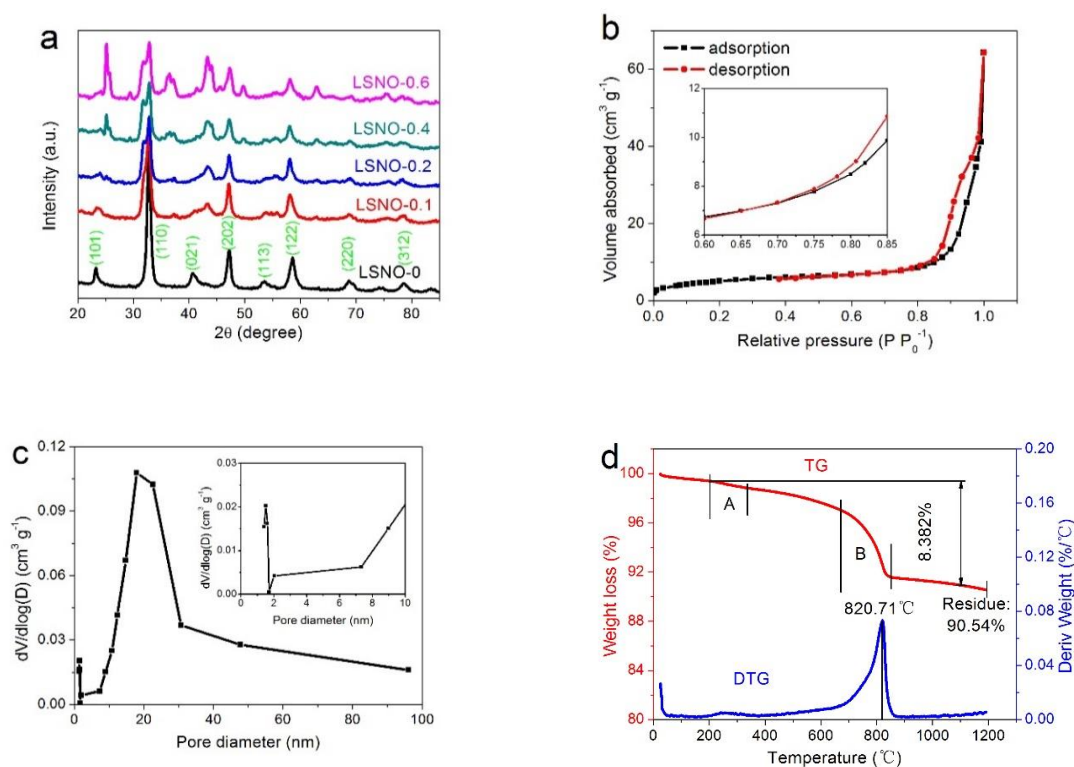 a
LSNO-0.6
LSNO-0.4
LSNO-0.2
LSNO-0.1
LSNO-0
(101)
(110)
(021)
(202)
(113)
(122)
(220)
(312)
Intensity (a.u.)
20 30 40 50 60 70 80
2θ (degree)
b
adsorption
desorption
Volume absorbed (cm³ g⁻¹)
60
40
20
0
12
10
8
6
0.60 0.65 0.70 0.75 0.80 0.85
0.0 0.2 0.4 0.6 0.8 1.0
Relative pressure (P P₀⁻¹)
c
dV/dlog(D) (cm³ g⁻¹)
0.12
0.09
0.06
0.03
0.00
dV/dlog(D) (cm³ g⁻¹)
0.03
0.02
0.01
0.00
0 2 4 6 8 10
Pore diameter (nm)
0 20 40 60 80 100
Pore diameter (nm)
d
Weight loss (%)
100
96
92
88
84
80
TG
A
B
8.382%
820.71℃
Residue:
90.54%
DTG
0.20
0.16
0.12
0.08
0.04
0.00
Deriv Weight (%/℃)
0 200 400 600 800 1000 1200
Temperature (℃)